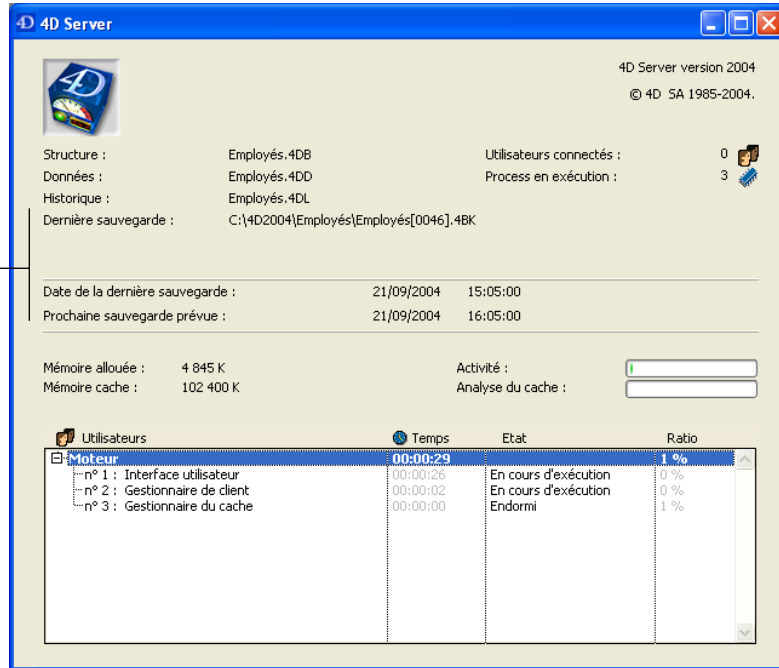 4D Server
4D Server version 2004
© 4D SA 1985-2004.
Structure : Employés.4DB Utilisateurs connectés : 0
Données : Employés.4DD Process en exécution : 3
Historique : Employés.4DL
Dernière sauvegarde : C:\4D2004\Employés\Employés[0046].4BK
Date de la dernière sauvegarde : 21/09/2004 15:05:00
Prochaine sauvegarde prévue : 21/09/2004 16:05:00
Mémoire allouée : 4 845 K Activité :
Mémoire cache : 102 400 K Analyse du cache :
Utilisateurs Temps Etat Ratio
Moteur 00:00:29 1 %
n° 1 : Interface utilisateur 00:00:26 En cours d'exécution 0 %
n° 2 : Gestionnaire de client 00:00:02 En cours d'exécution 0 %
n° 3 : Gestionnaire du cache 00:00:00 Endormi 1 %